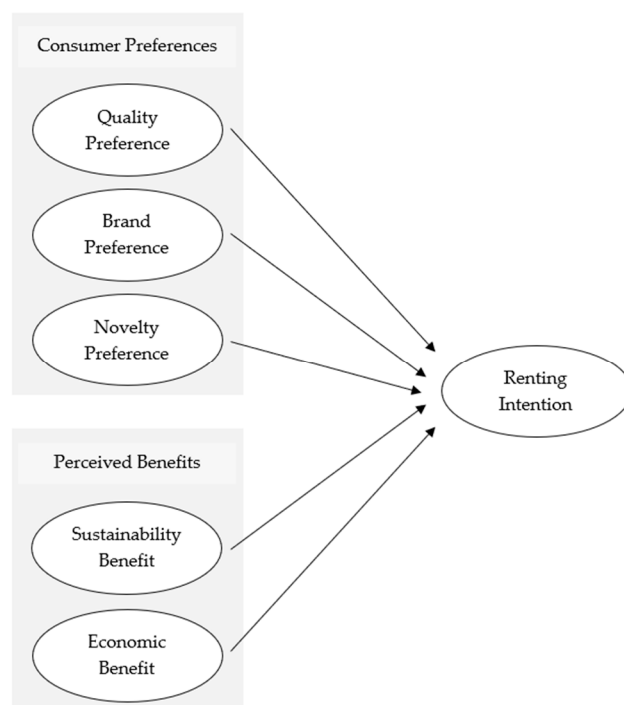 Consumer Preferences
Quality
Preference
Brand
Preference
Novelty
Preference
Renting
Intention
Perceived Benefits
Sustainability
Benefit
Economic
Benefit